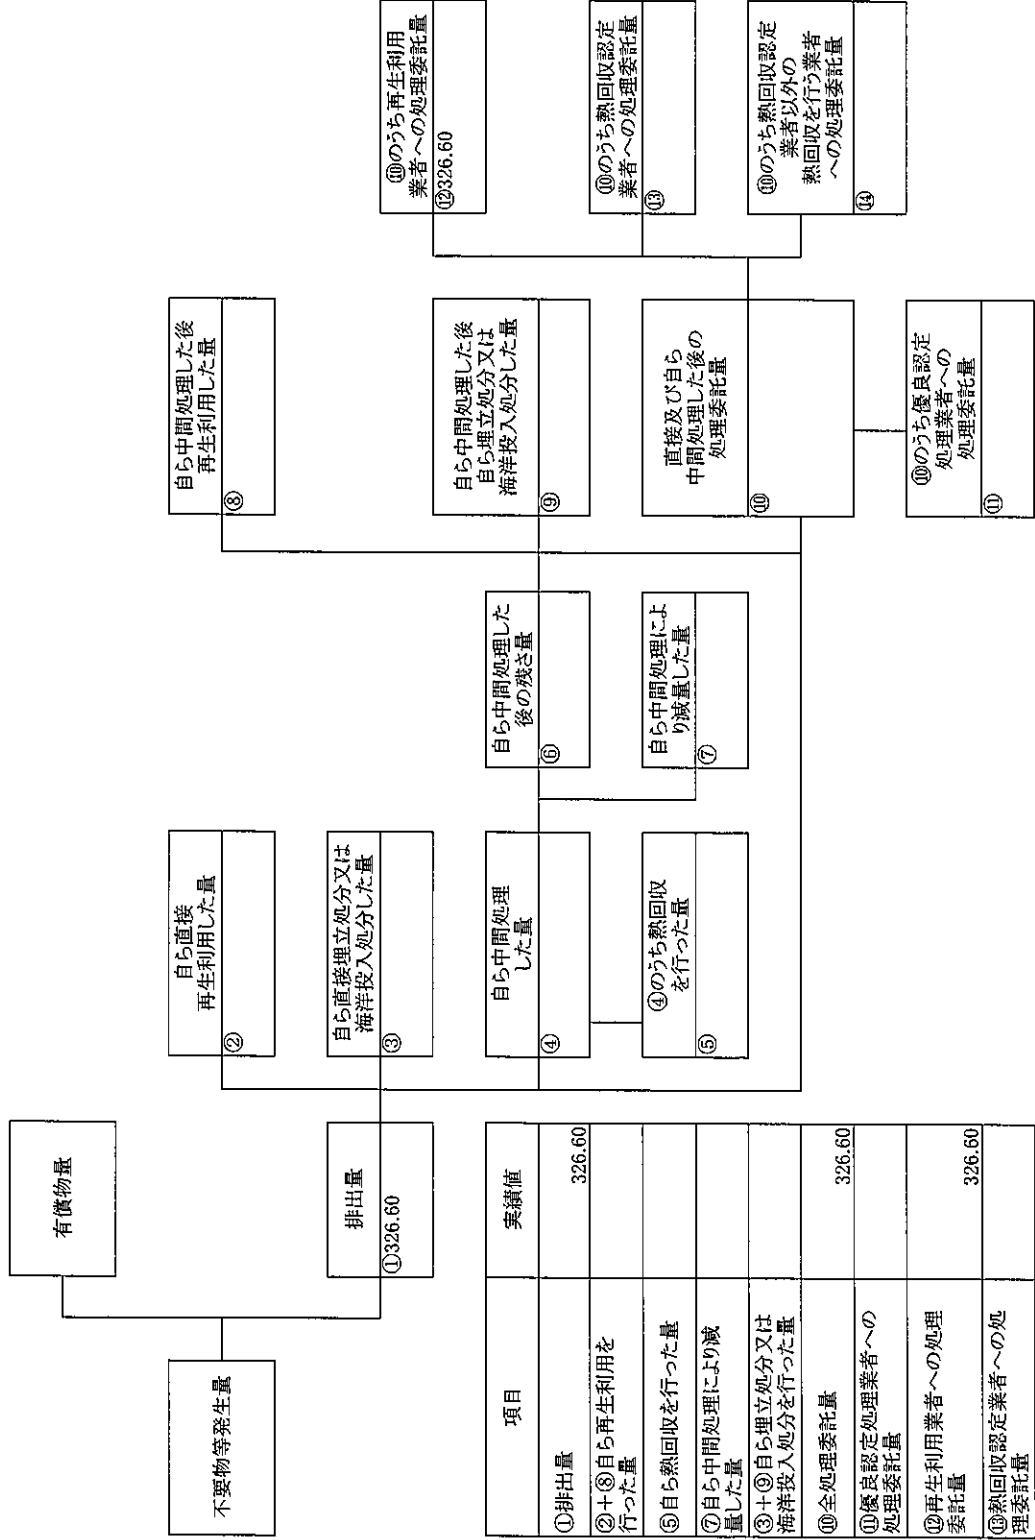 有償物量
不要物等発生量
排出量
①326.60
自ら直接
再生利用した量
②
自ら直接埋立処分又は
海洋投入処分した量
③
自ら中間処理
した量
④
④のうち熱回収
を行った量
⑤
自ら中間処理した
後の残さ量
⑥
自ら中間処理によ
り減量した量
⑦
自ら中間処理した後
再生利用した量
⑧
自ら中間処理した後
自ら埋立処分又は
海洋投入処分した量
⑨
直接及び自ら
中間処理した後の
処理委託量
⑩
⑩のうち優良認定
処理業者への
処理委託量
⑪
⑩のうち再生利用
業者への処理委託量
⑫326.60
⑩のうち熱回収認定
業者への処理委託量
⑬
⑩のうち熱回収認定
業者以外の
熱回収を行う業者
への処理委託量
⑭
項目 実績値
①排出量 326.60
②+⑧自ら再生利用を
行った量
⑤自ら熱回収を行った量
⑦自ら中間処理により減
量した量
③+⑨自ら埋立処分又は
海洋投入処分を行った量
⑩全処理委託量 326.60
⑪優良認定処理業者への
処理委託量
⑫再生利用業者への処理
委託量 326.60
⑬熱回収認定業者への処
理委託量